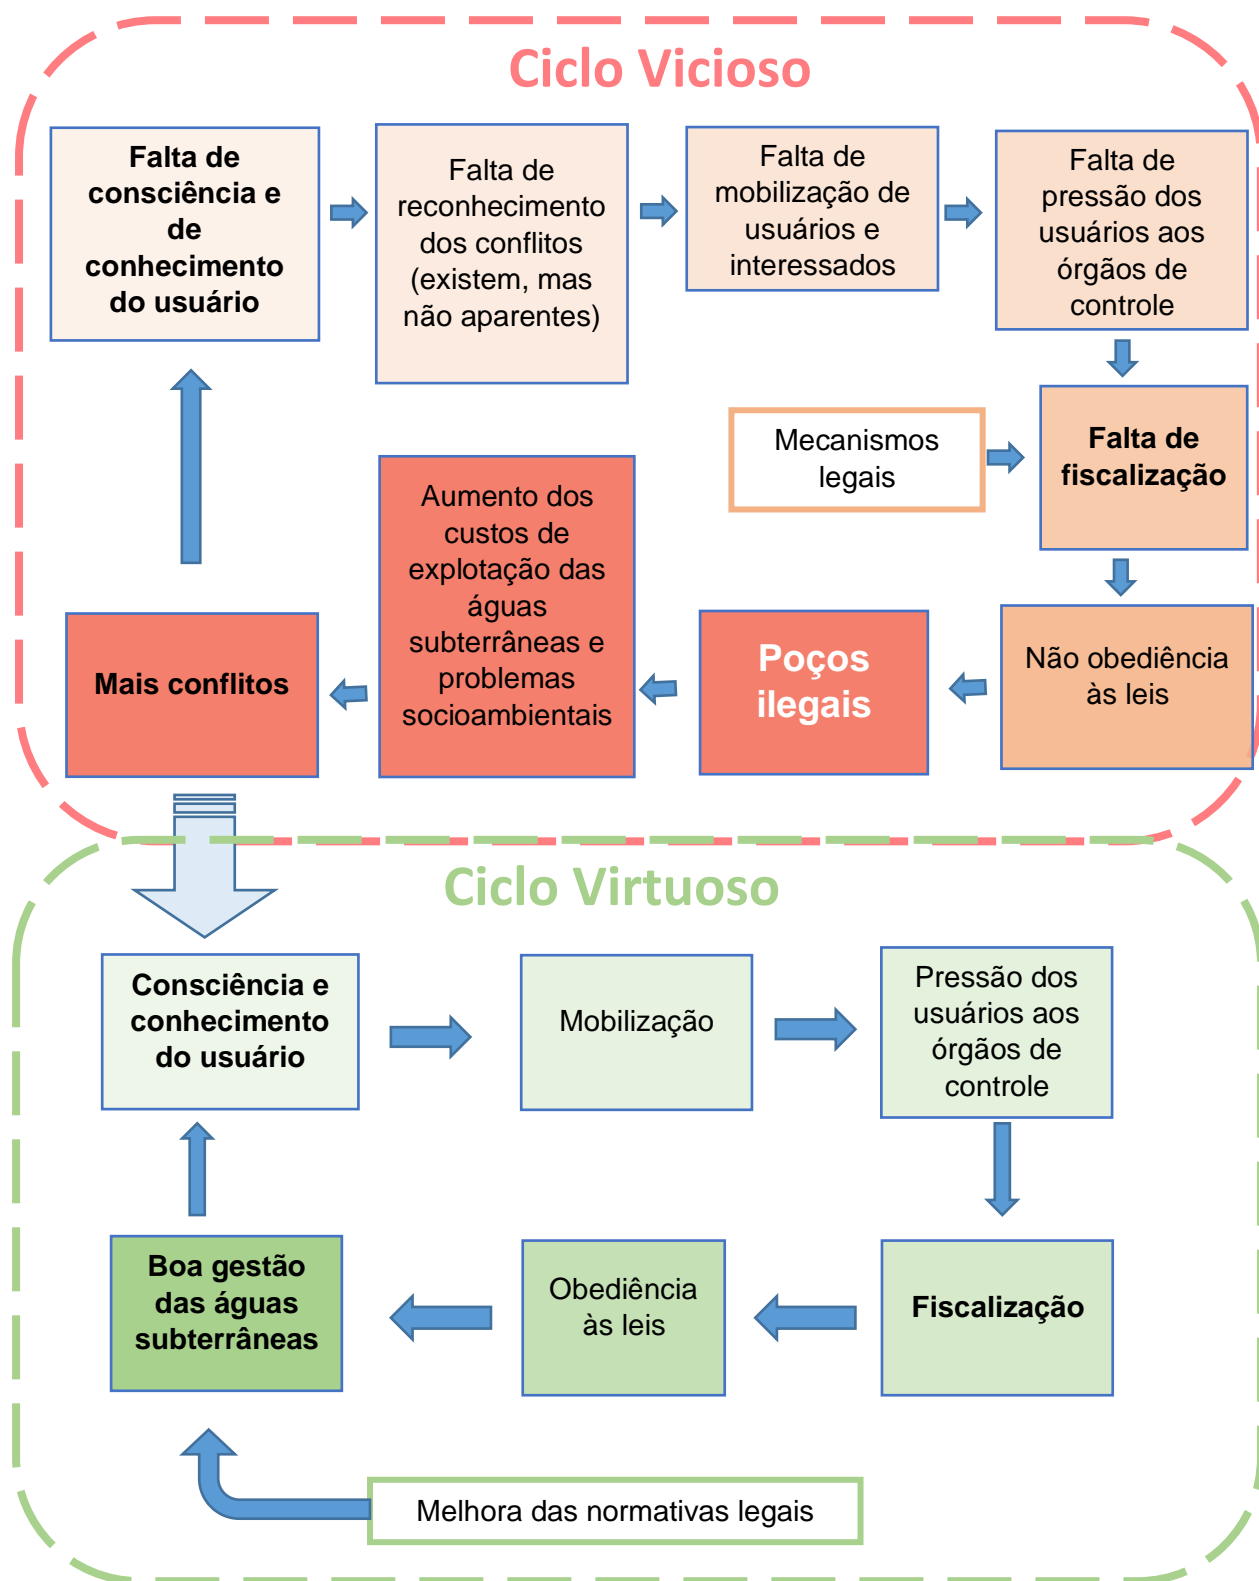 Ciclo Vicioso
Falta de
consciência e
de
conhecimento
do usuário
Falta de
reconhecimento
dos conflitos
(existem, mas
não aparentes)
Falta de
mobilização de
usuários e
interessados
Falta de
pressão dos
usuários aos
órgãos de
controle
Mecanismos
legais
Falta de
fiscalização
Não obediência
às leis
Poços
ilegais
Aumento dos
custos de
explotação das
águas
subterrâneas e
problemas
socioambientais
Mais conflitos
Ciclo Virtuoso
Consciência e
conhecimento
do usuário
Mobilização
Pressão dos
usuários aos
órgãos de
controle
Fiscalização
Obediência
às leis
Boa gestão
das águas
subterrâneas
Melhora das normativas legais